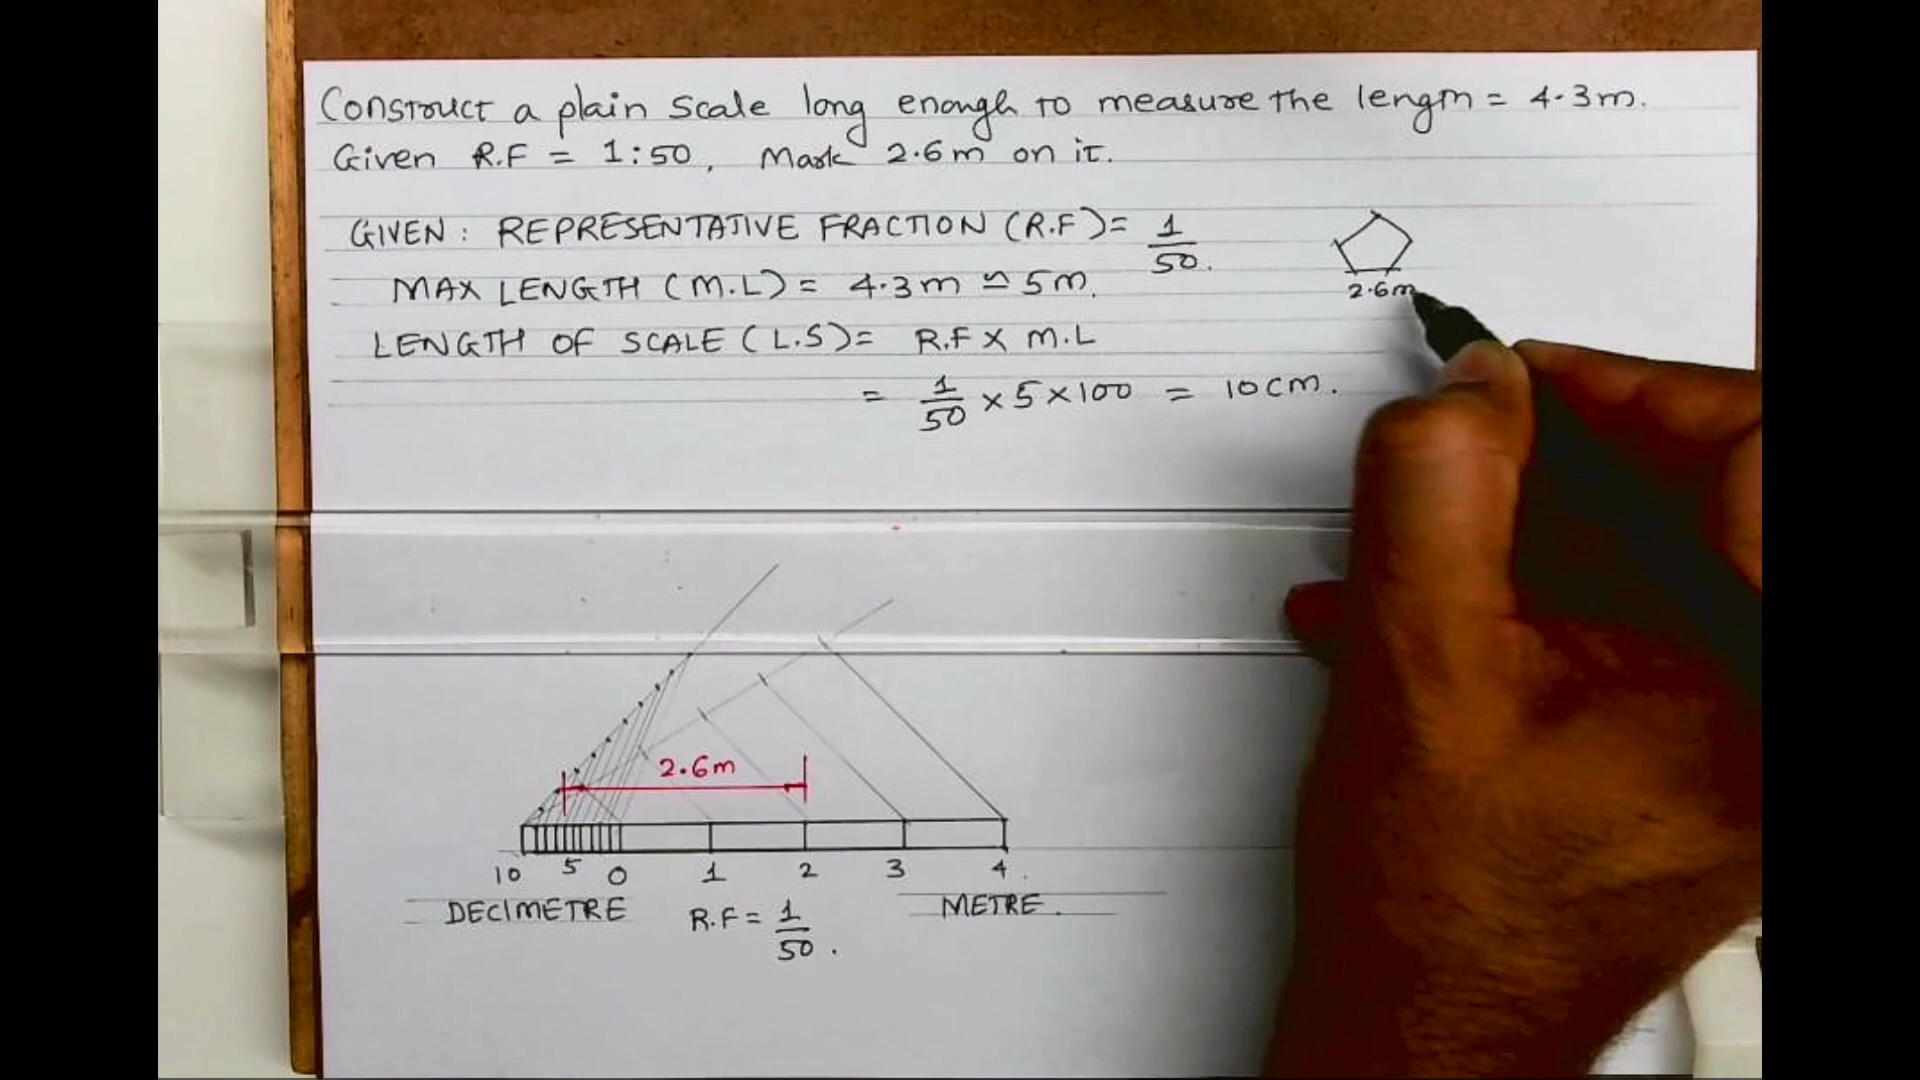 Construct a plain scale long enough to measure the length = 4.3m.
Given R.F = 1:50, Mark 2.6m on it.
GIVEN: REPRESENTATIVE FRACTION (R.F) = 1/50.
MAX LENGTH (M.L) = 4.3m ≃ 5m.
2.6m
LENGTH OF SCALE (L.S) = R.F X M.L
= 1/50 × 5 × 100 = 10cm.
2.6m
10 5 0 1 2 3 4.
DECIMETRE R.F = 1/50. METRE.